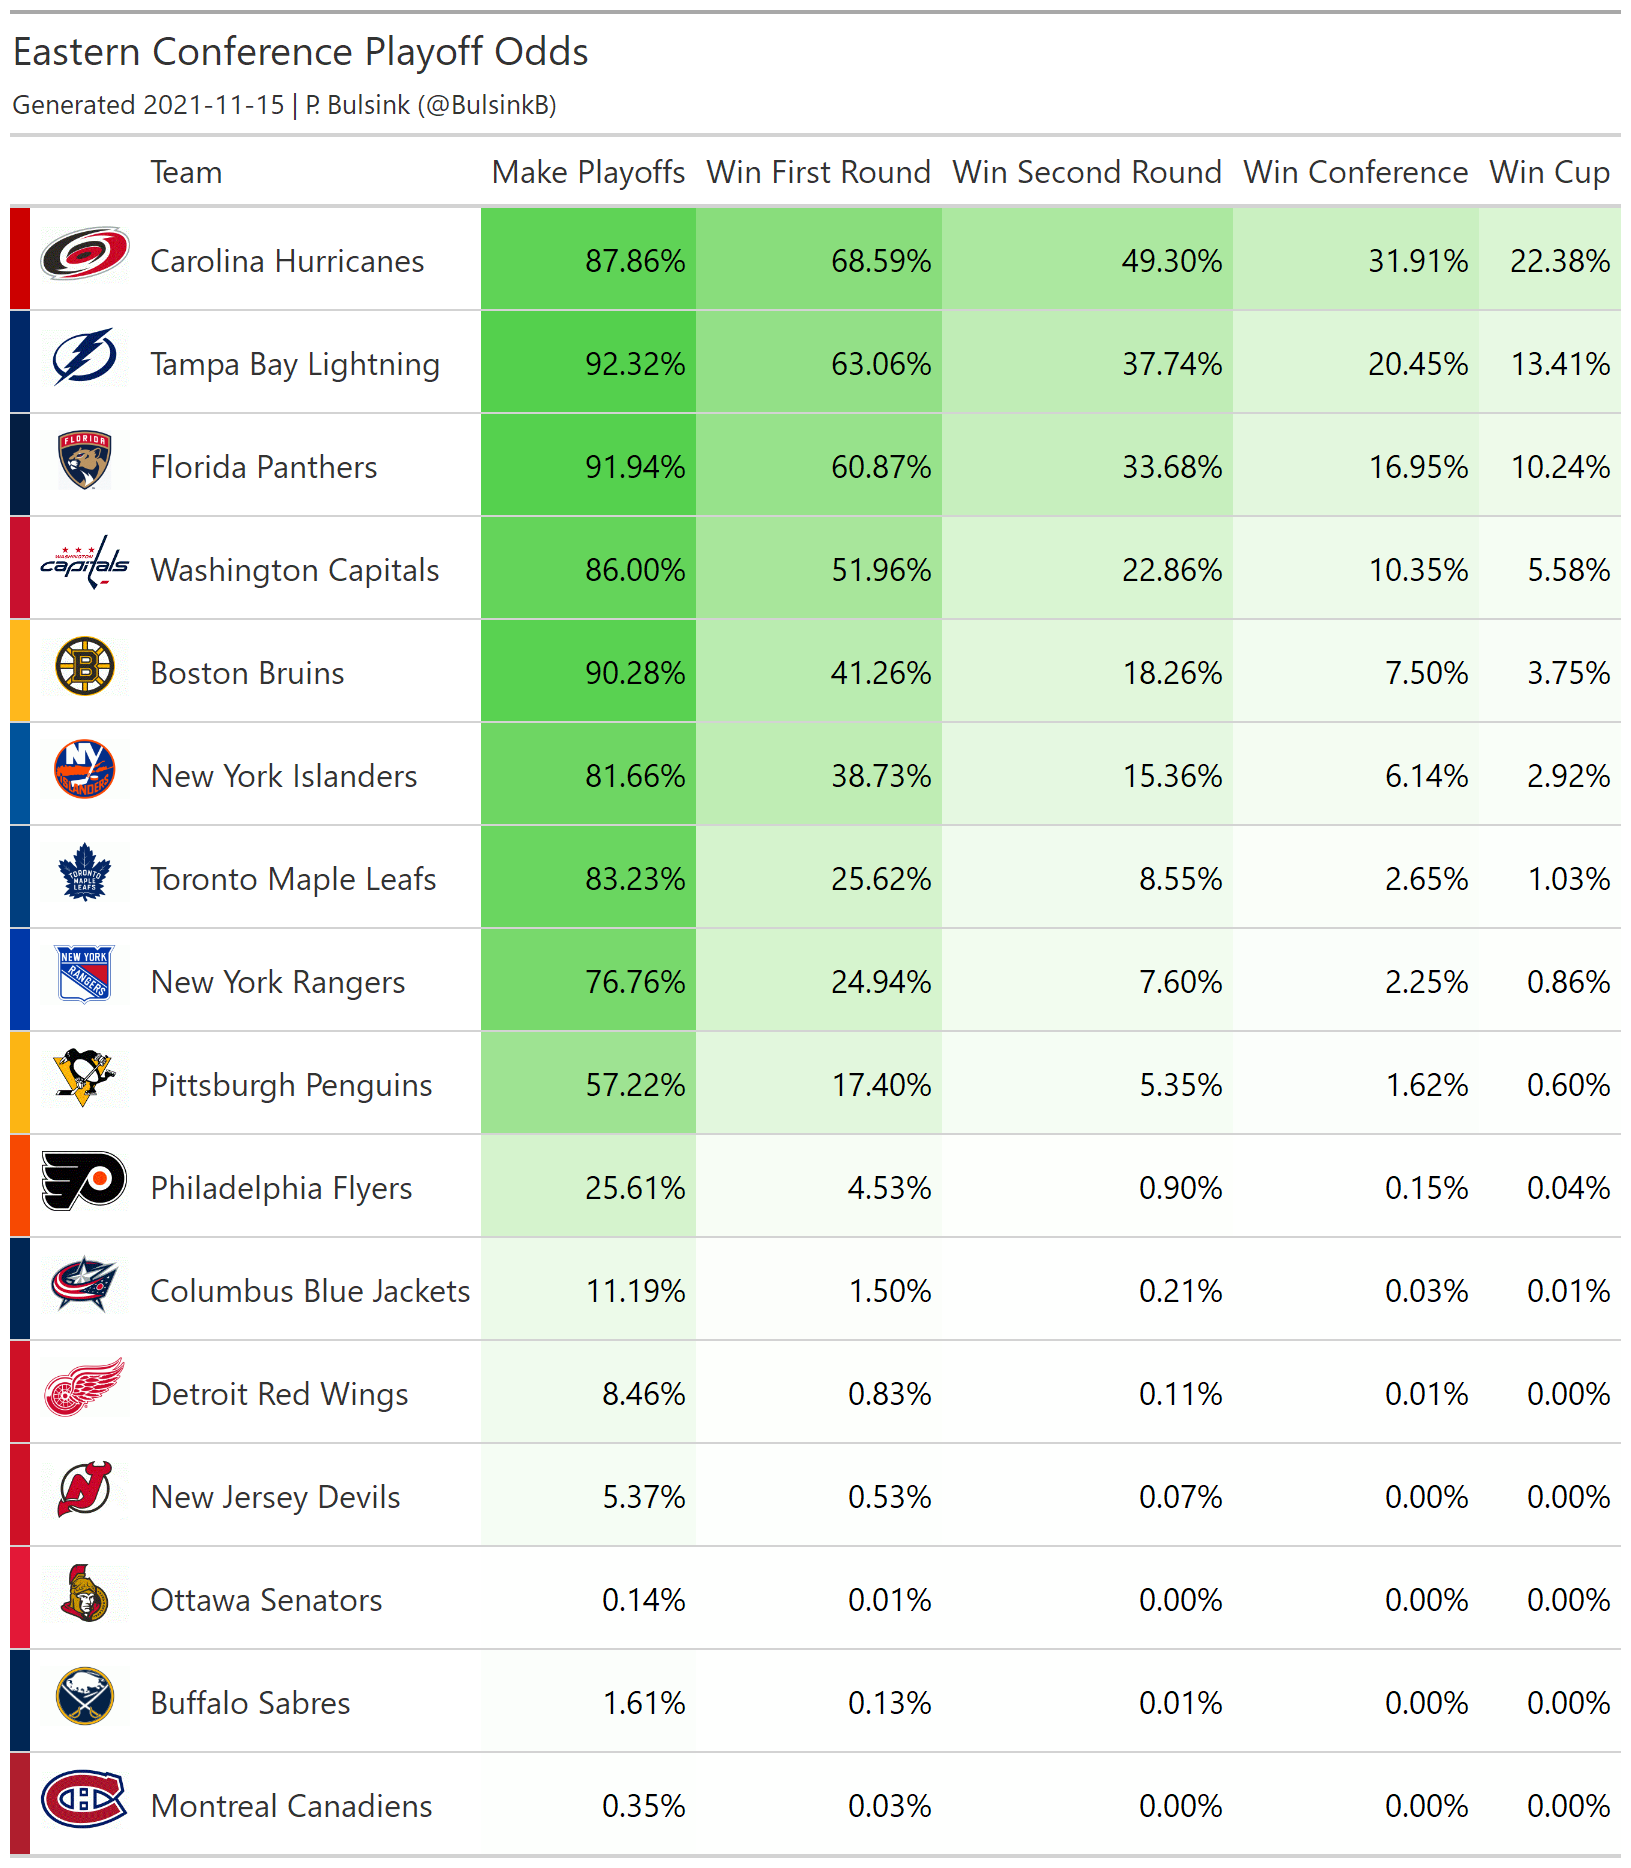 Eastern Conference Playoff Odds
Generated 2021-11-15 | P. Bulsink (@BulsinkB)
Team Make Playoffs Win First Round Win Second Round Win Conference Win Cup
Carolina Hurricanes 87.86% 68.59% 49.30% 31.91% 22.38%
Tampa Bay Lightning 92.32% 63.06% 37.74% 20.45% 13.41%
FLORIDA
Florida Panthers 91.94% 60.87% 33.68% 16.95% 10.24%
WASHINGTON
capitals
Washington Capitals 86.00% 51.96% 22.86% 10.35% 5.58%
B
Boston Bruins 90.28% 41.26% 18.26% 7.50% 3.75%
NY
ISLANDERS
New York Islanders 81.66% 38.73% 15.36% 6.14% 2.92%
TORONTO
MAPLE
LEAFS
Toronto Maple Leafs 83.23% 25.62% 8.55% 2.65% 1.03%
NEW YORK
RANGERS
New York Rangers 76.76% 24.94% 7.60% 2.25% 0.86%
Pittsburgh Penguins 57.22% 17.40% 5.35% 1.62% 0.60%
Philadelphia Flyers 25.61% 4.53% 0.90% 0.15% 0.04%
Columbus Blue Jackets 11.19% 1.50% 0.21% 0.03% 0.01%
Detroit Red Wings 8.46% 0.83% 0.11% 0.01% 0.00%
New Jersey Devils 5.37% 0.53% 0.07% 0.00% 0.00%
Ottawa Senators 0.14% 0.01% 0.00% 0.00% 0.00%
Buffalo Sabres 1.61% 0.13% 0.01% 0.00% 0.00%
Montreal Canadiens 0.35% 0.03% 0.00% 0.00% 0.00%